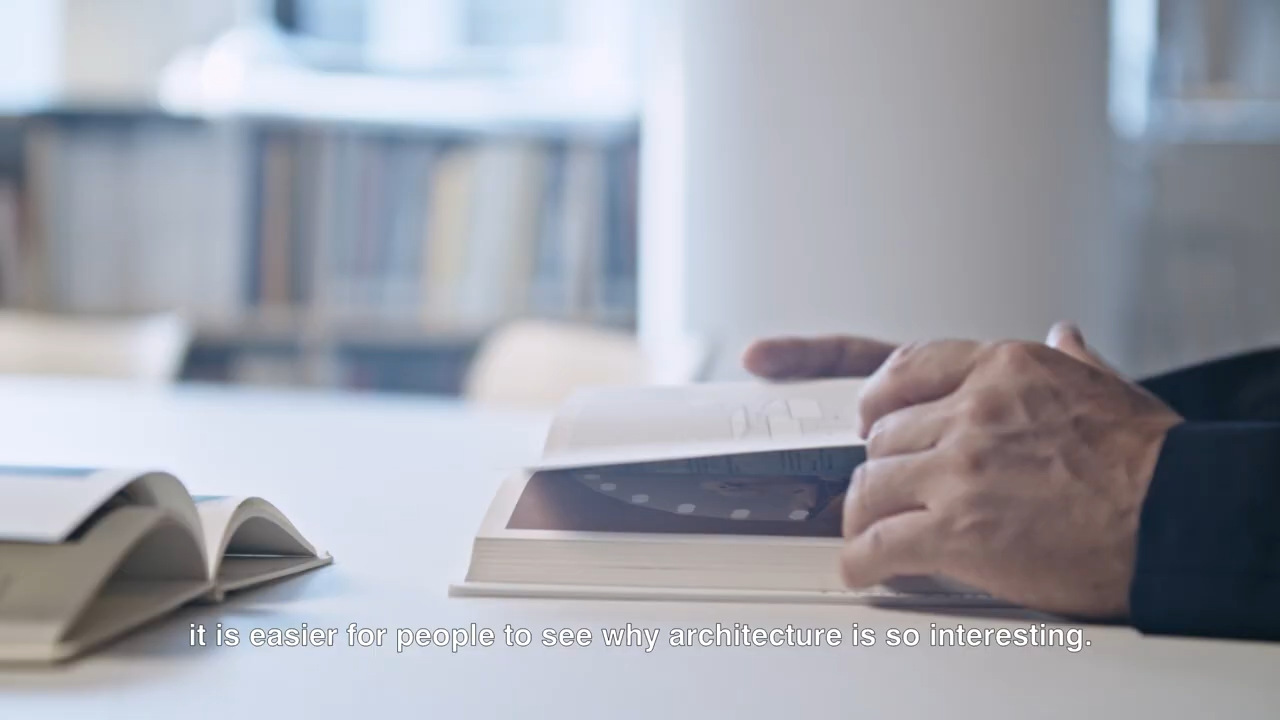 it is easier for people to see why architecture is so interesting.